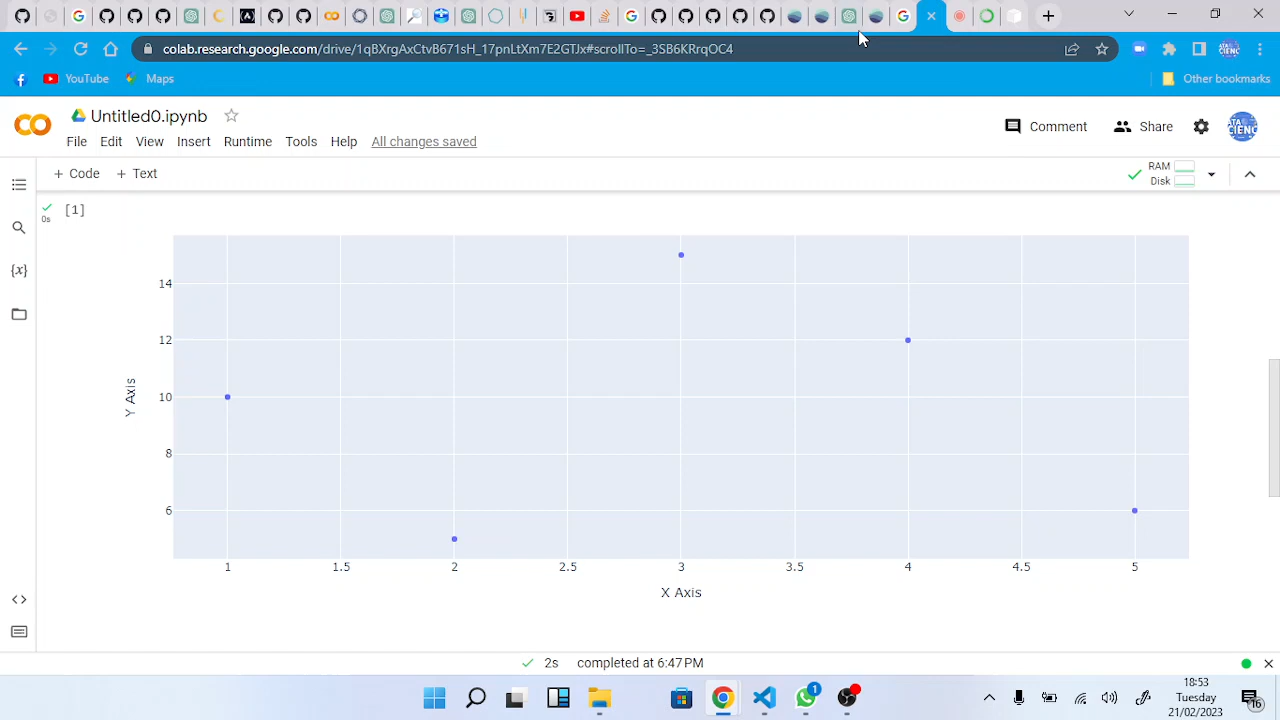 colab.research.google.com/drive/1qBXrgAxCtvB671sH_17pnLtXm7E2GTJx#scrollTo=_3SB6KRrqOC4
YouTube Maps Other bookmarks
Untitled0.ipynb
Comment Share
File Edit View Insert Runtime Tools Help All changes saved
+ Code + Text
RAM
Disk
[1]
0s
{x}
14
12
10
8
6
Y Axis
1 1.5 2 2.5 3 3.5 4 4.5 5
X Axis
2s completed at 6:47 PM
1
18:53
Tuesday
21/02/2023
16